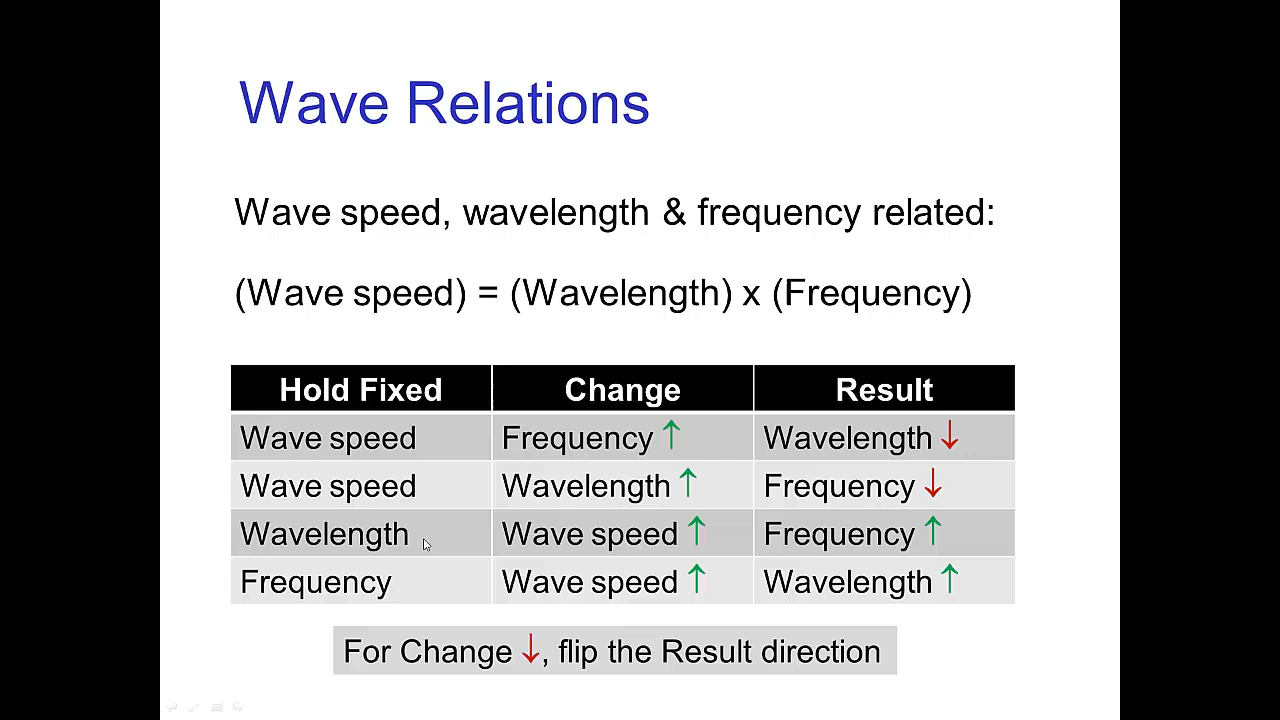 Wave Relations
Wave speed, wavelength & frequency related:
(Wave speed) = (Wavelength) x (Frequency)
Hold Fixed Change Result
Wave speed Frequency ↑ Wavelength ↓
Wave speed Wavelength ↑ Frequency ↓
Wavelength Wave speed ↑ Frequency ↑
Frequency Wave speed ↑ Wavelength ↑
For Change ↓, flip the Result direction